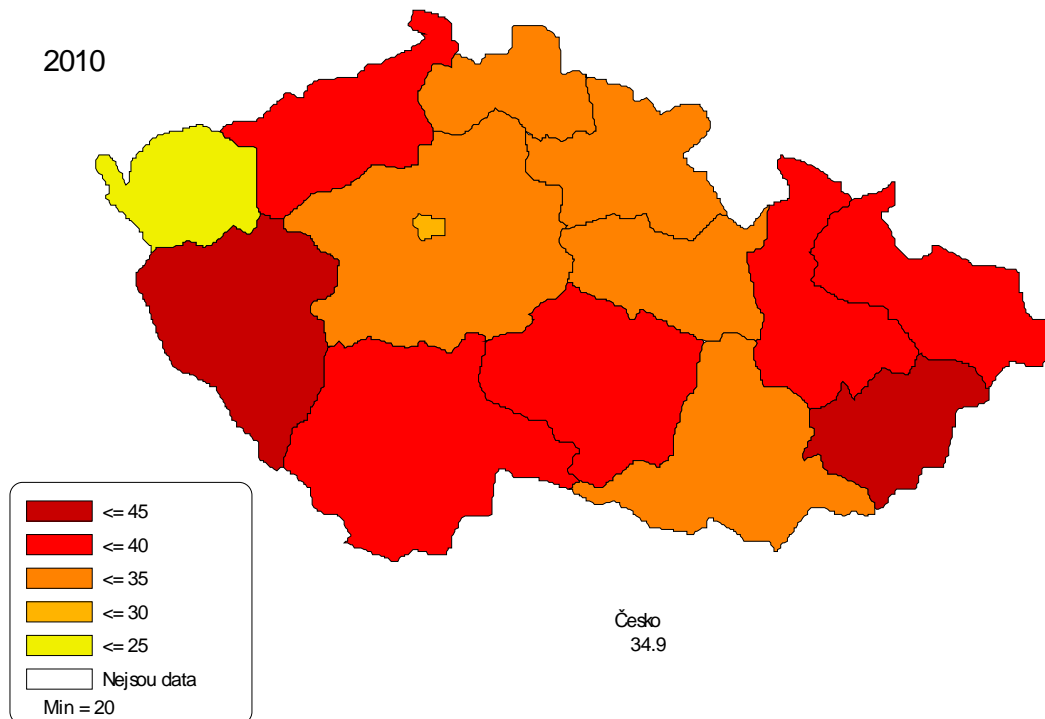 2010
<= 45
<= 40
<= 35
<= 30
<= 25
Nejsou data
Min = 20
Česko
34.9